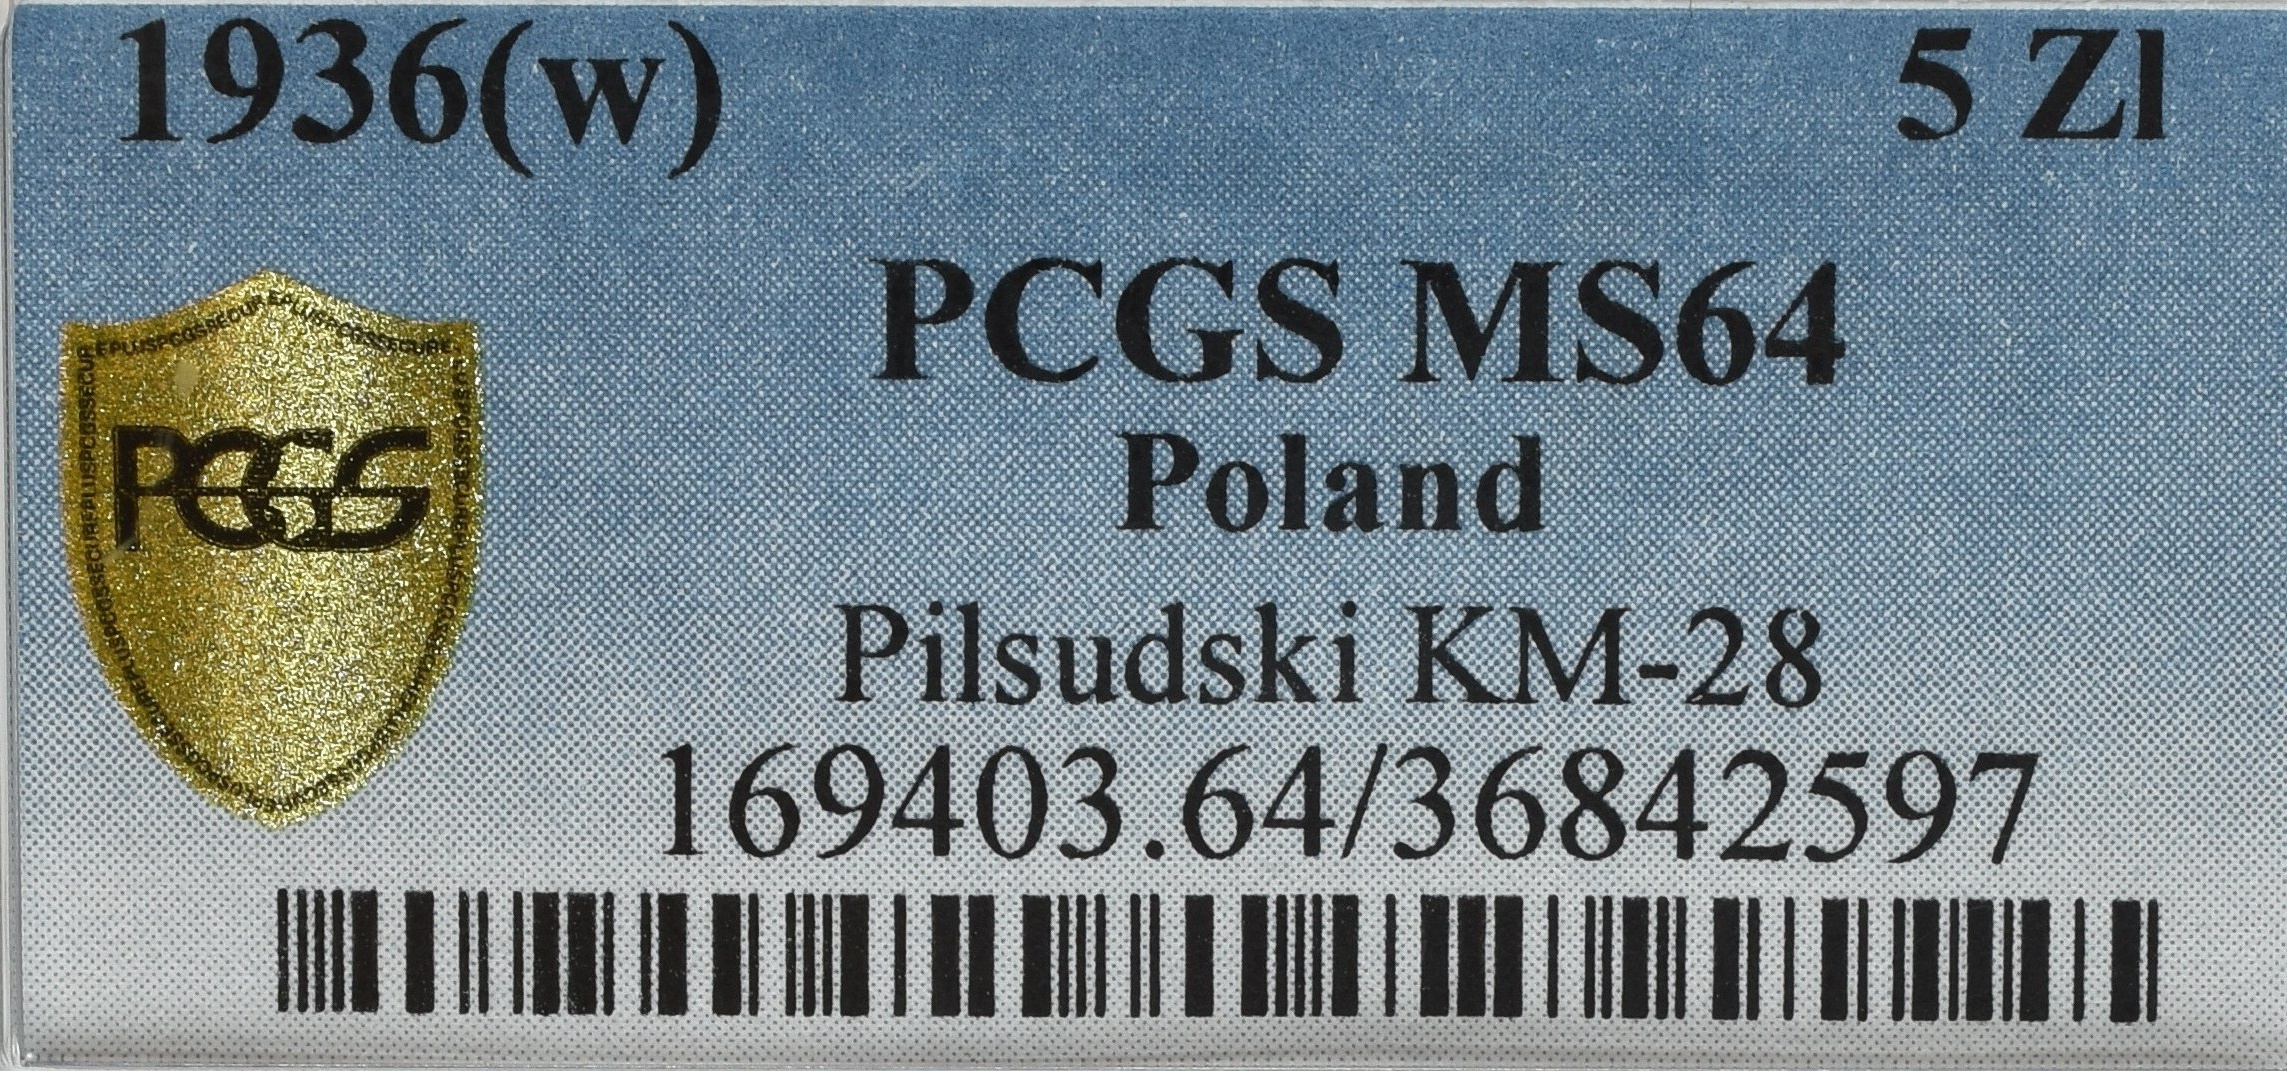 1936(w) 5 Zl
PCGS MS64
Poland
PCGS
Pilsudski KM-28
169403.64/36842597